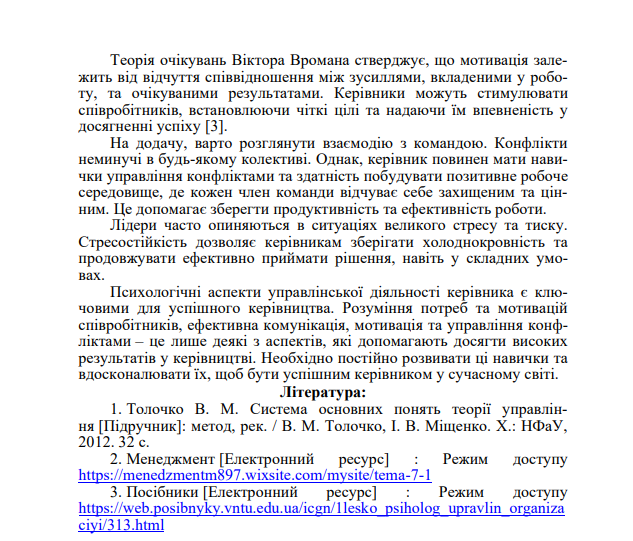 Теорія очікувань Віктора Вромана стверджує, що мотивація зале-
жить від відчуття співвідношення між зусиллями, вкладеними у робо-
ту, та очікуваними результатами. Керівники можуть стимулювати
співробітників, встановлюючи чіткі цілі та надаючи їм впевненість у
досягненні успіху [3].
На додачу, варто розглянути взаємодію з командою. Конфлікти
неминучі в будь-якому колективі. Однак, керівник повинен мати нави-
чки управління конфліктами та здатність побудувати позитивне робоче
середовище, де кожен член команди відчуває себе захищеним та цін-
ним. Це допомагає зберегти продуктивність та ефективність роботи.
Лідери часто опиняються в ситуаціях великого стресу та тиску.
Стресостійкість дозволяє керівникам зберігати холоднокровність та
продовжувати ефективно приймати рішення, навіть у складних умо-
вах.
Психологічні аспекти управлінської діяльності керівника є клю-
човими для успішного керівництва. Розуміння потреб та мотивацій
співробітників, ефективна комунікація, мотивація та управління конф-
ліктами – це лише деякі з аспектів, які допомагають досягти високих
результатів у керівництві. Необхідно постійно розвивати ці навички та
вдосконалювати їх, щоб бути успішним керівником у сучасному світі.
Література:
1. Толочко В. М. Система основних понять теорії управлін-
ня [Підручник]: метод, рек. / В. М. Толочко, І. В. Міщенко. Х.: НФаУ,
2012. 32 с.
2. Менеджмент [Електронний ресурс] : Режим доступу
https://menedzmentm897.wixsite.com/mysite/tema-7-1
3. Посібники [Електронний ресурс] : Режим доступу
https://web.posibnyky.vntu.edu.ua/icgn/1lesko_psiholog_upravlin_organiza
ciyi/313.html